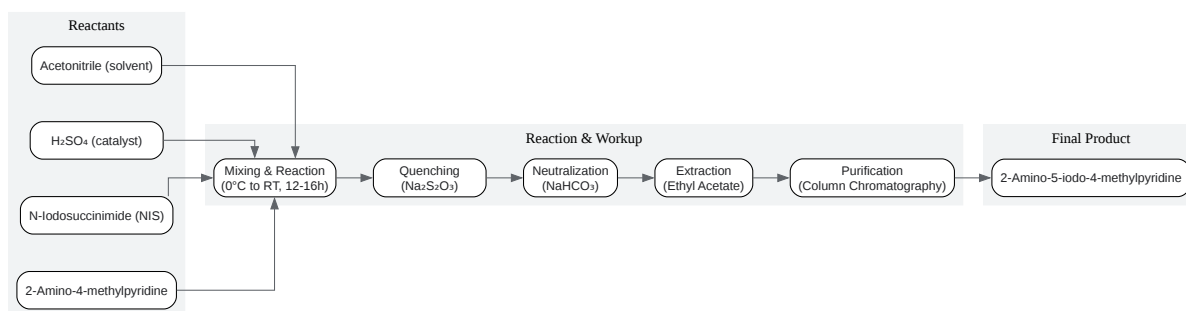 Reactants
Acetonitrile (solvent)
H₂SO₄ (catalyst)
N-Iodosuccinimide (NIS)
2-Amino-4-methylpyridine
Reaction & Workup
Mixing & Reaction
(0°C to RT, 12-16h)
Quenching
(Na₂S₂O₃)
Neutralization
(NaHCO₃)
Extraction
(Ethyl Acetate)
Purification
(Column Chromatography)
Final Product
2-Amino-5-iodo-4-methylpyridine